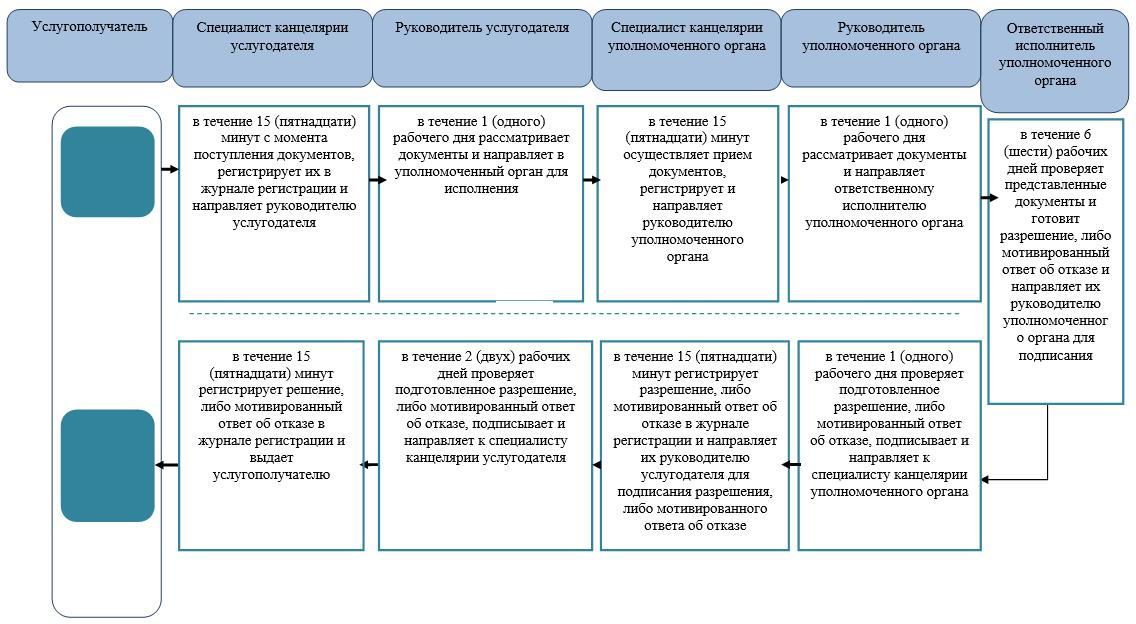 Услугополучатель
Специалист канцелярии
услугодателя
Руководитель услугодателя
Специалист канцелярии
уполномоченного органа
Руководитель
уполномоченного органа
Ответственный
исполнитель
уполномоченного
органа
в течение 15 (пятнадцати)
минут с момента
поступления документов,
регистрирует их в
журнале регистрации и
направляет руководителю
услугодателя
в течение 1 (одного)
рабочего дня рассматривает
документы и направляет в
уполномоченный орган для
исполнения
в течение 15
(пятнадцати) минут
осуществляет прием
документов,
регистрирует и
направляет
руководителю
уполномоченного
органа
в течение 1 (одного)
рабочего дня
рассматривает документы
и направляет
ответственному
исполнителю
уполномоченного органа
в течение 6
(шести) рабочих
дней проверяет
представленные
документы и
готовит
разрешение, либо
мотивированный
ответ об отказе и
направляет их
руководителю
уполномоченног
о органа для
подписания
в течение 15
(пятнадцати) минут
регистрирует решение,
либо мотивированный
ответ об отказе в
журнале регистрации и
выдает
услугополучателю
в течение 2 (двух) рабочих
дней проверяет
подготовленное разрешение,
либо мотивированный ответ
об отказе, подписывает и
направляет к специалисту
канцелярии услугодателя
в течение 15 (пятнадцати)
минут регистрирует
разрешение, либо
мотивированный ответ об
отказе в журнале
регистрации и направляет
их руководителю
услугодателя для
подписания разрешения,
либо мотивированного
ответа об отказе
в течение 1 (одного)
рабочего дня проверяет
подготовленное
разрешение, либо
мотивированный ответ
об отказе, подписывает и
направляет к
специалисту канцелярии
уполномоченного органа